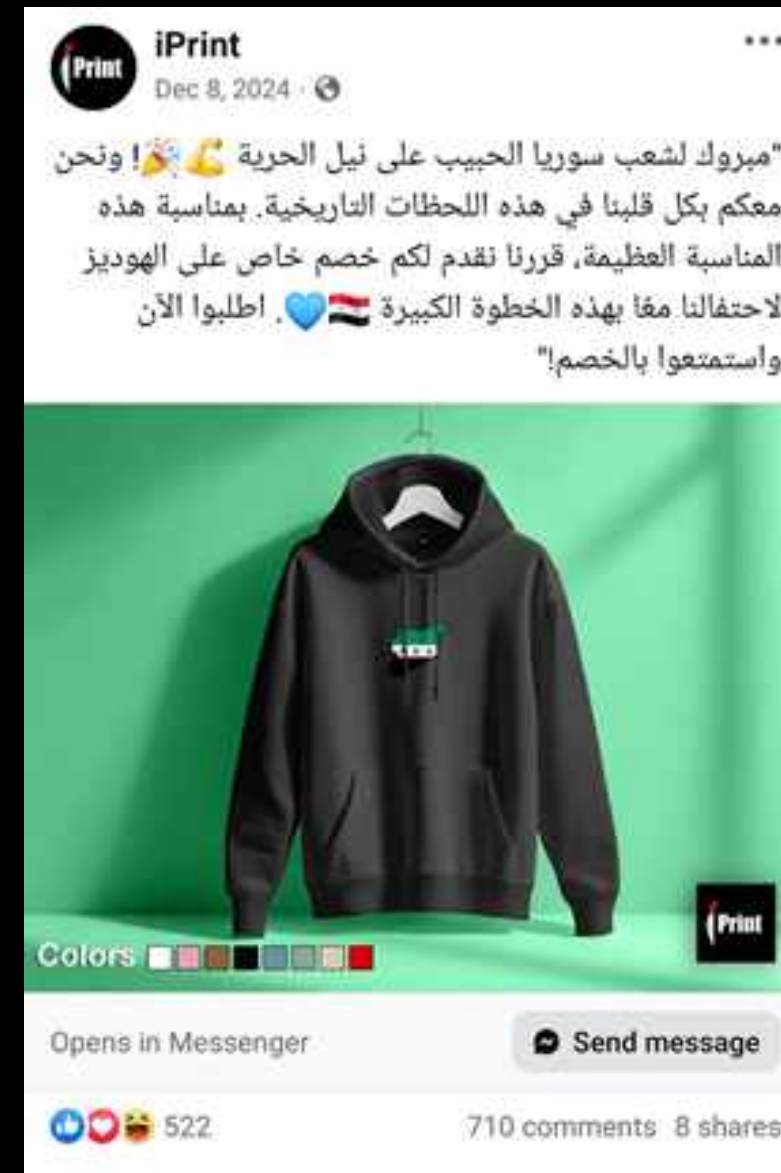 iPrint
Print
Dec 8, 2024
"مبروك لشعب سوريا الحبيب على نيل الحرية 💪🎉! ونحن
معكم بكل قلبنا في هذه اللحظات التاريخية. بمناسبة هذه
المناسبة العظيمة، قررنا نقدم لكم خصم خاص على الهوديز
لاحتفالنا معًا بهذه الخطوة الكبيرة 🇸🇾💙. اطلبوا الآن
واستمتعوا بالخصم!"
Print
Colors
Opens in Messenger
Send message
522
710 comments 8 shares